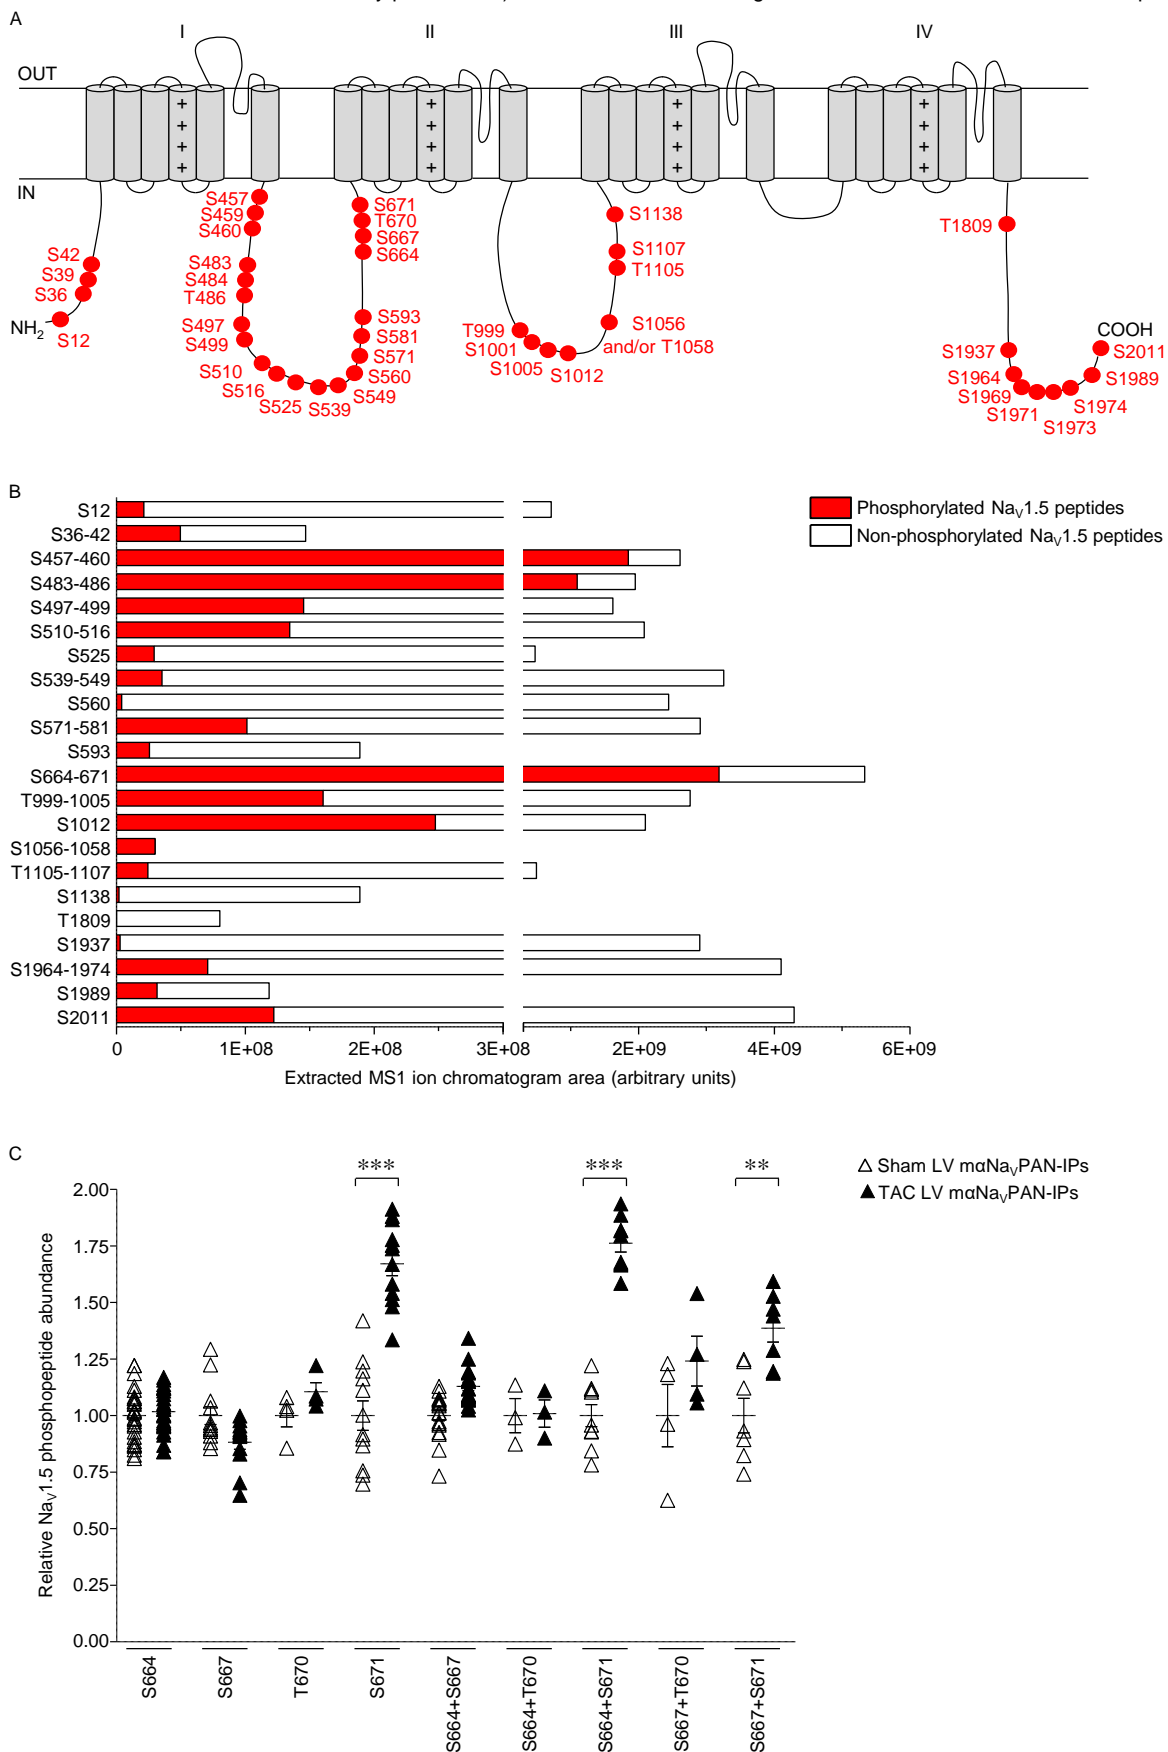 A
I II III IV
OUT
+ + + +
+ + + +
+ + + +
+ + + +
IN
S457
S459
S460
S483
S484
T486
S497
S499
S510
S516
S525
S539
S549
S560
S571
S581
S593
S664
S667
T670
S671
S42
S39
S36
NH2
S12
T999
S1001
S1005
S1012
S1056
and/or T1058
T1105
S1107
S1138
T1809
S1937
S1964
S1969
S1971
S1973
S1974
S1989
S2011
COOH
B
Phosphorylated NaV1.5 peptides
Non-phosphorylated NaV1.5 peptides
S12
S36-42
S457-460
S483-486
S497-499
S510-516
S525
S539-549
S560
S571-581
S593
S664-671
T999-1005
S1012
S1056-1058
T1105-1107
S1138
T1809
S1937
S1964-1974
S1989
S2011
0 1E+08 2E+08 3E+08 2E+09 4E+09 6E+09
Extracted MS1 ion chromatogram area (arbitrary units)
C
Sham LV mαNaVPAN-IPs
TAC LV mαNaVPAN-IPs
*** *** **
Relative NaV1.5 phosphopeptide abundance
2.00
1.75
1.50
1.25
1.00
0.75
0.50
0.25
0.00
S664
S667
T670
S671
S664+S667
S664+T670
S664+S671
S667+T670
S667+S671